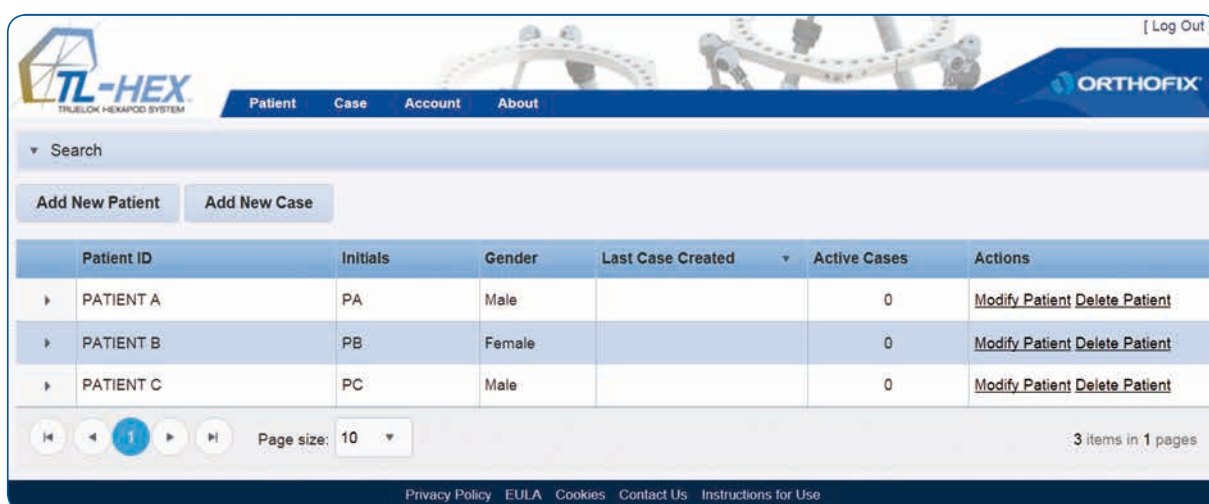 [ Log Out ]
TL-HEX
TRUELOK HEXAPOD SYSTEM
ORTHOFIX
Patient Case Account About
Search
Add New Patient Add New Case
Patient ID Initials Gender Last Case Created Active Cases Actions
PATIENT A PA Male 0 Modify Patient Delete Patient
PATIENT B PB Female 0 Modify Patient Delete Patient
PATIENT C PC Male 0 Modify Patient Delete Patient
1 Page size: 10 3 items in 1 pages
Privacy Policy EULA Cookies Contact Us Instructions for Use